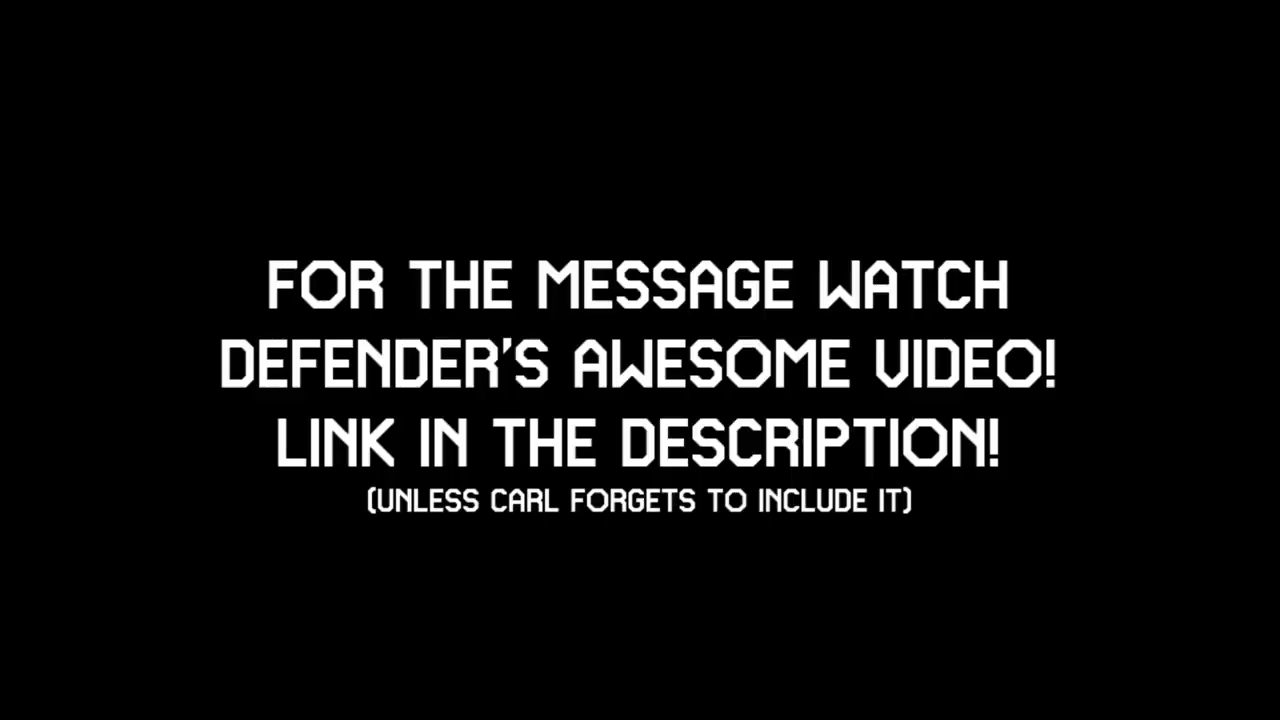 FOR THE MESSAGE WATCH
DEFENDER'S AWESOME VIDEO!
LINK IN THE DESCRIPTION!
(UNLESS CARL FORGETS TO INCLUDE IT)